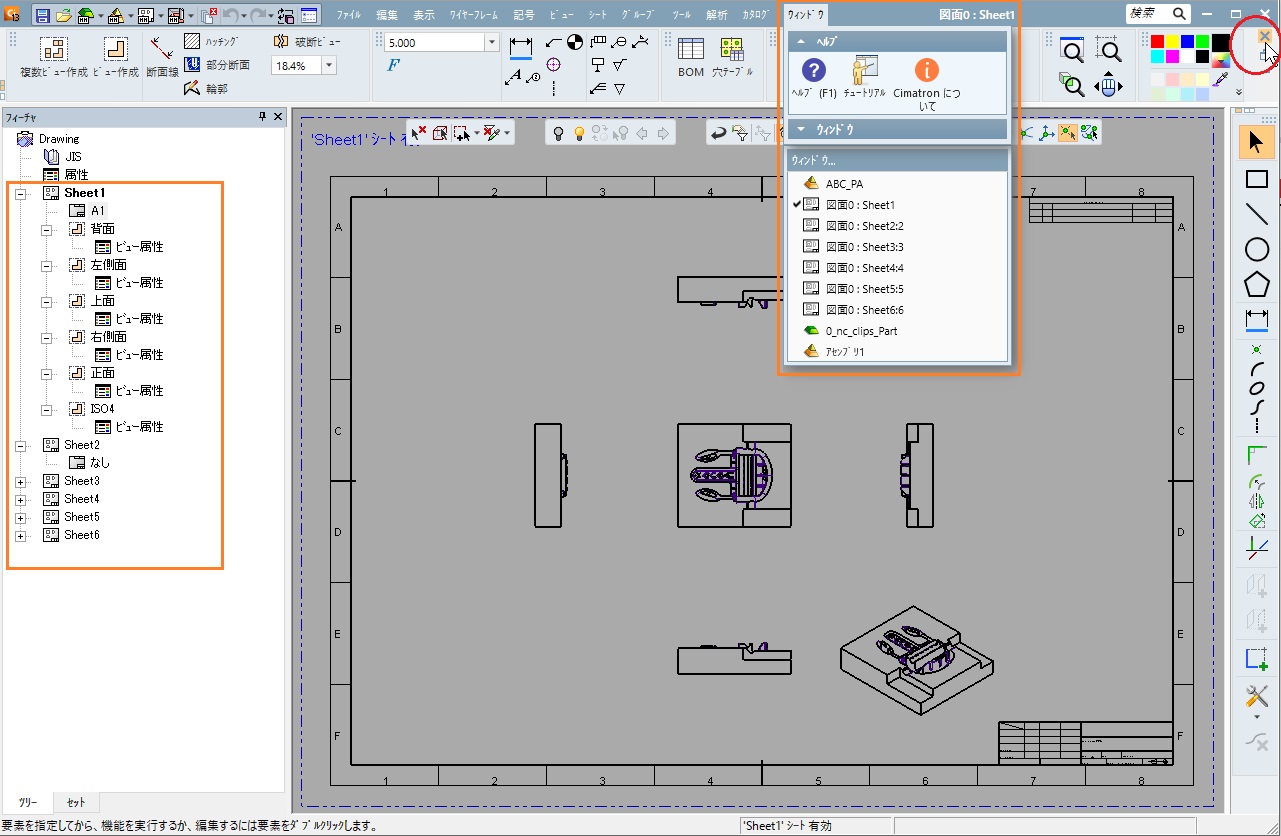 ファイル 編集 表示 ワイヤーフレーム 記号 ビュー シート グループ ツール 解析 カタログ ウィンドウ 図面0 : Sheet1 検索
複数ビュー作成 ビュー作成 断面線
ハッチング
部分断面
輪郭
破断ビュー
18.4%
5.000
F
A
BOM 穴テーブル
ヘルプ
ヘルプ (F1) チュートリアル Cimatron につ
いて
ウィンドウ
ウィンドウ...
ABC_PA
図面0 : Sheet1
図面0 : Sheet2:2
図面0 : Sheet3:3
図面0 : Sheet4:4
図面0 : Sheet5:5
図面0 : Sheet6:6
0_nc_clips_Part
アセンブリ1
フィーチャ
Drawing
JIS
属性
Sheet1
A1
背面
ビュー属性
左側面
ビュー属性
上面
ビュー属性
右側面
ビュー属性
正面
ビュー属性
ISO4
ビュー属性
Sheet2
なし
Sheet3
Sheet4
Sheet5
Sheet6
ツリー セット
'Sheet1' シート 有
1 2 3 4 7 8
A A
B B
C C
D D
E E
F F
1 2 3 4 5 6 7 8
要素を指定してから、機能を実行するか、編集するには要素をダブルクリックします。
'Sheet1' シート 有効